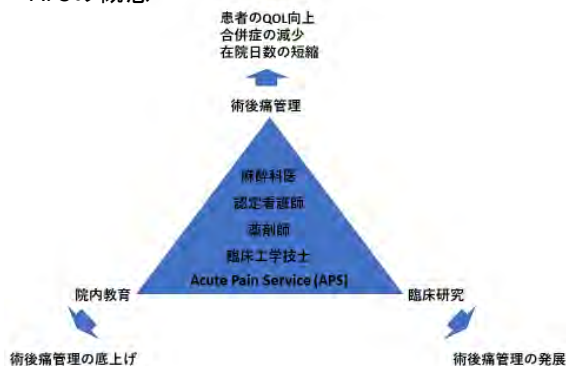 患者のQOL向上
合併症の減少
在院日数の短縮
術後痛管理
麻酔科医
認定看護師
薬剤師
臨床工学技士
Acute Pain Service (APS)
院内教育
臨床研究
術後痛管理の底上げ
術後痛管理の発展